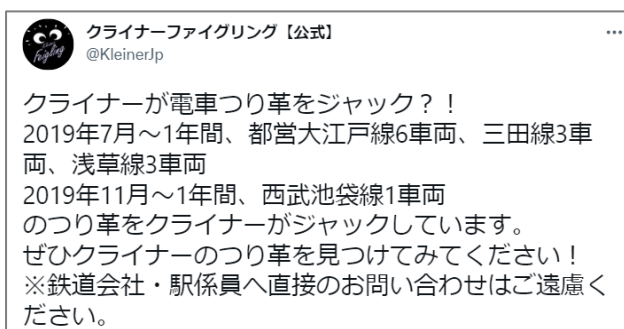 クライナーファイグリング【公式】
@KleinerJp
クライナーが電車つり革をジャック？！
2019年7月～1年間、都営大江戸線6車両、三田線3車
両、浅草線3車両
2019年11月～1年間、西武池袋線1車両
のつり革をクライナーがジャックしています。
ぜひクライナーのつり革を見つけてみてください！
※鉄道会社・駅係員へ直接のお問い合わせはご遠慮く
ださい。
Feigling